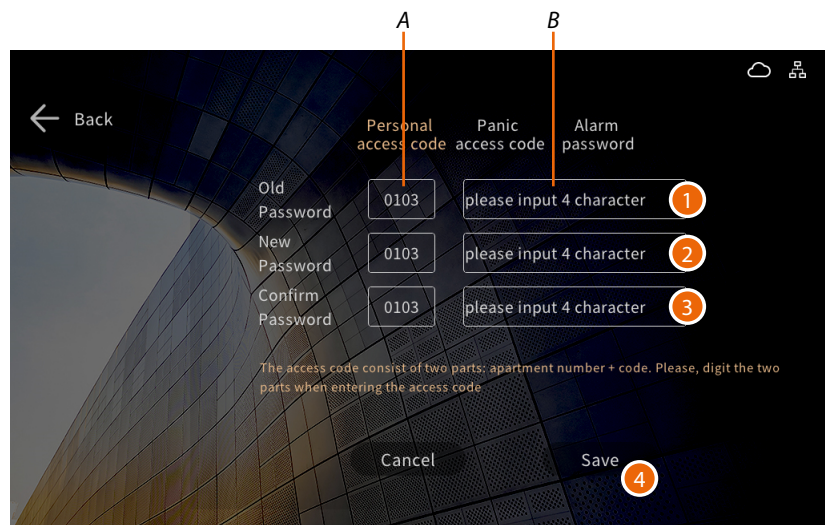 A B
Back
Personal Panic Alarm
access code access code password
Old
Password
0103 please input 4 character 1
New
Password
0103 please input 4 character 2
Confirm
Password
0103 please input 4 character 3
The access code consist of two parts: apartment number + code. Please, digit the two
parts when entering the access code
Cancel Save
4